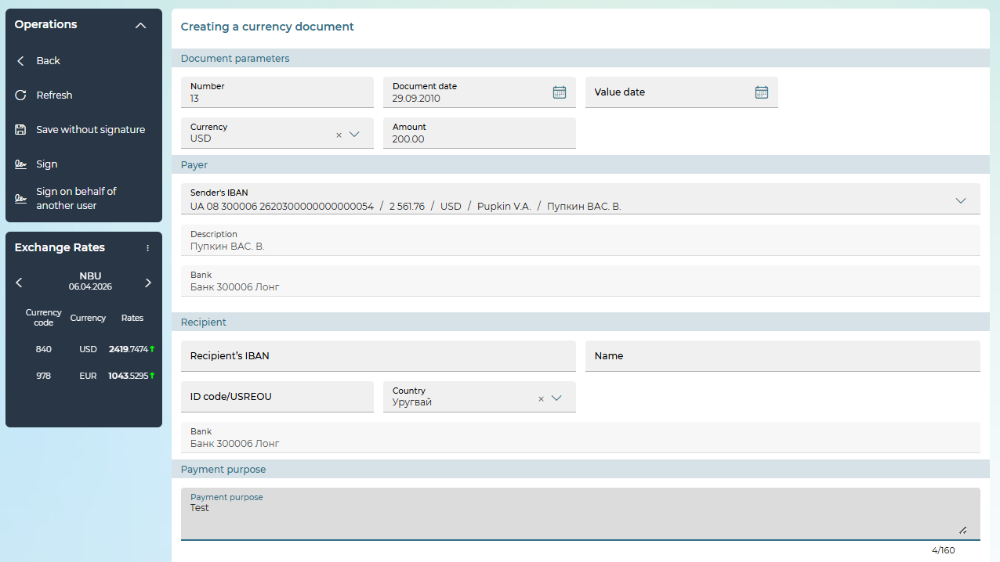 Operations
Back
Refresh
Save without signature
Sign
Sign on behalf of
another user
Exchange Rates
NBU
06.04.2026
Currency code Currency Rates
840 USD 2419.7474
978 EUR 1043.5295
Creating a currency document
Document parameters
Number
13
Document date
29.09.2010
Value date
Currency
USD
Amount
200.00
Payer
Sender's IBAN
UA 08 300006 2620300000000000054 / 2 561.76 / USD / Pupkin V.A. / Пупкин ВАС. В.
Description
Пупкин ВАС. В.
Bank
Банк 300006 Лонг
Recipient
Recipient's IBAN
Name
ID code/USREOU
Country
Уругвай
Bank
Банк 300006 Лонг
Payment purpose
Payment purpose
Test
4/160